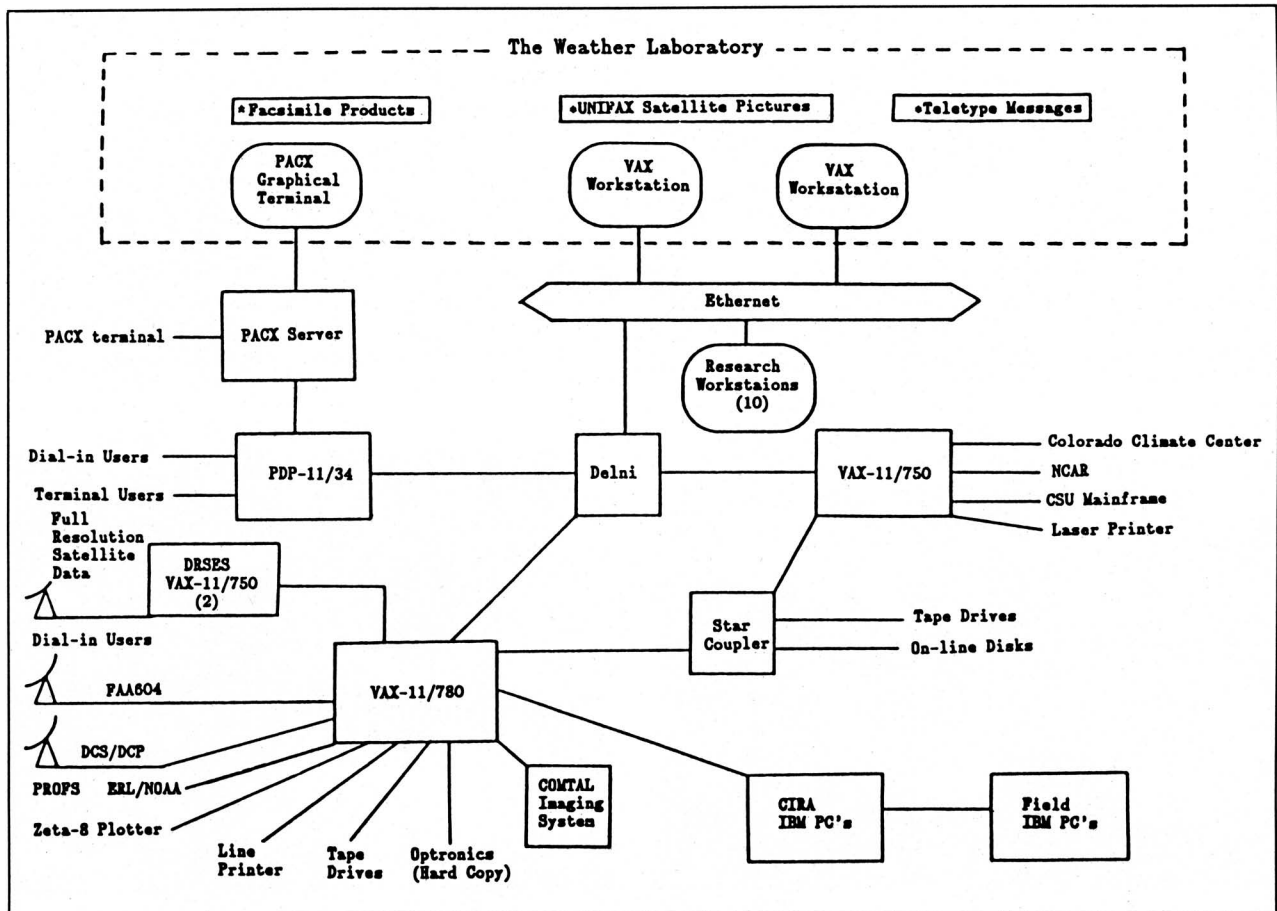 The Weather Laboratory
*Facsimile Products
•UNIFAX Satellite Pictures
•Teletype Messages
PACX
Graphical
Terminal
VAX
Workstation
VAX
Worksatation
Ethernet
PACX terminal
PACX Server
Research
Workstaions
(10)
Dial-in Users
Terminal Users
PDP-11/34
Delni
VAX-11/750
Colorado Climate Center
NCAR
CSU Mainframe
Laser Printer
Full
Resolution
Satellite
Data
DRSES
VAX-11/750
(2)
Star
Coupler
Tape Drives
On-line Disks
Dial-in Users
FAA604
VAX-11/780
DCS/DCP
PROFS ERL/NOAA
Zeta-8 Plotter
Line
Printer
Tape
Drives
Optronics
(Hard Copy)
COMTAL
Imaging
System
CIRA
IBM PC's
Field
IBM PC's